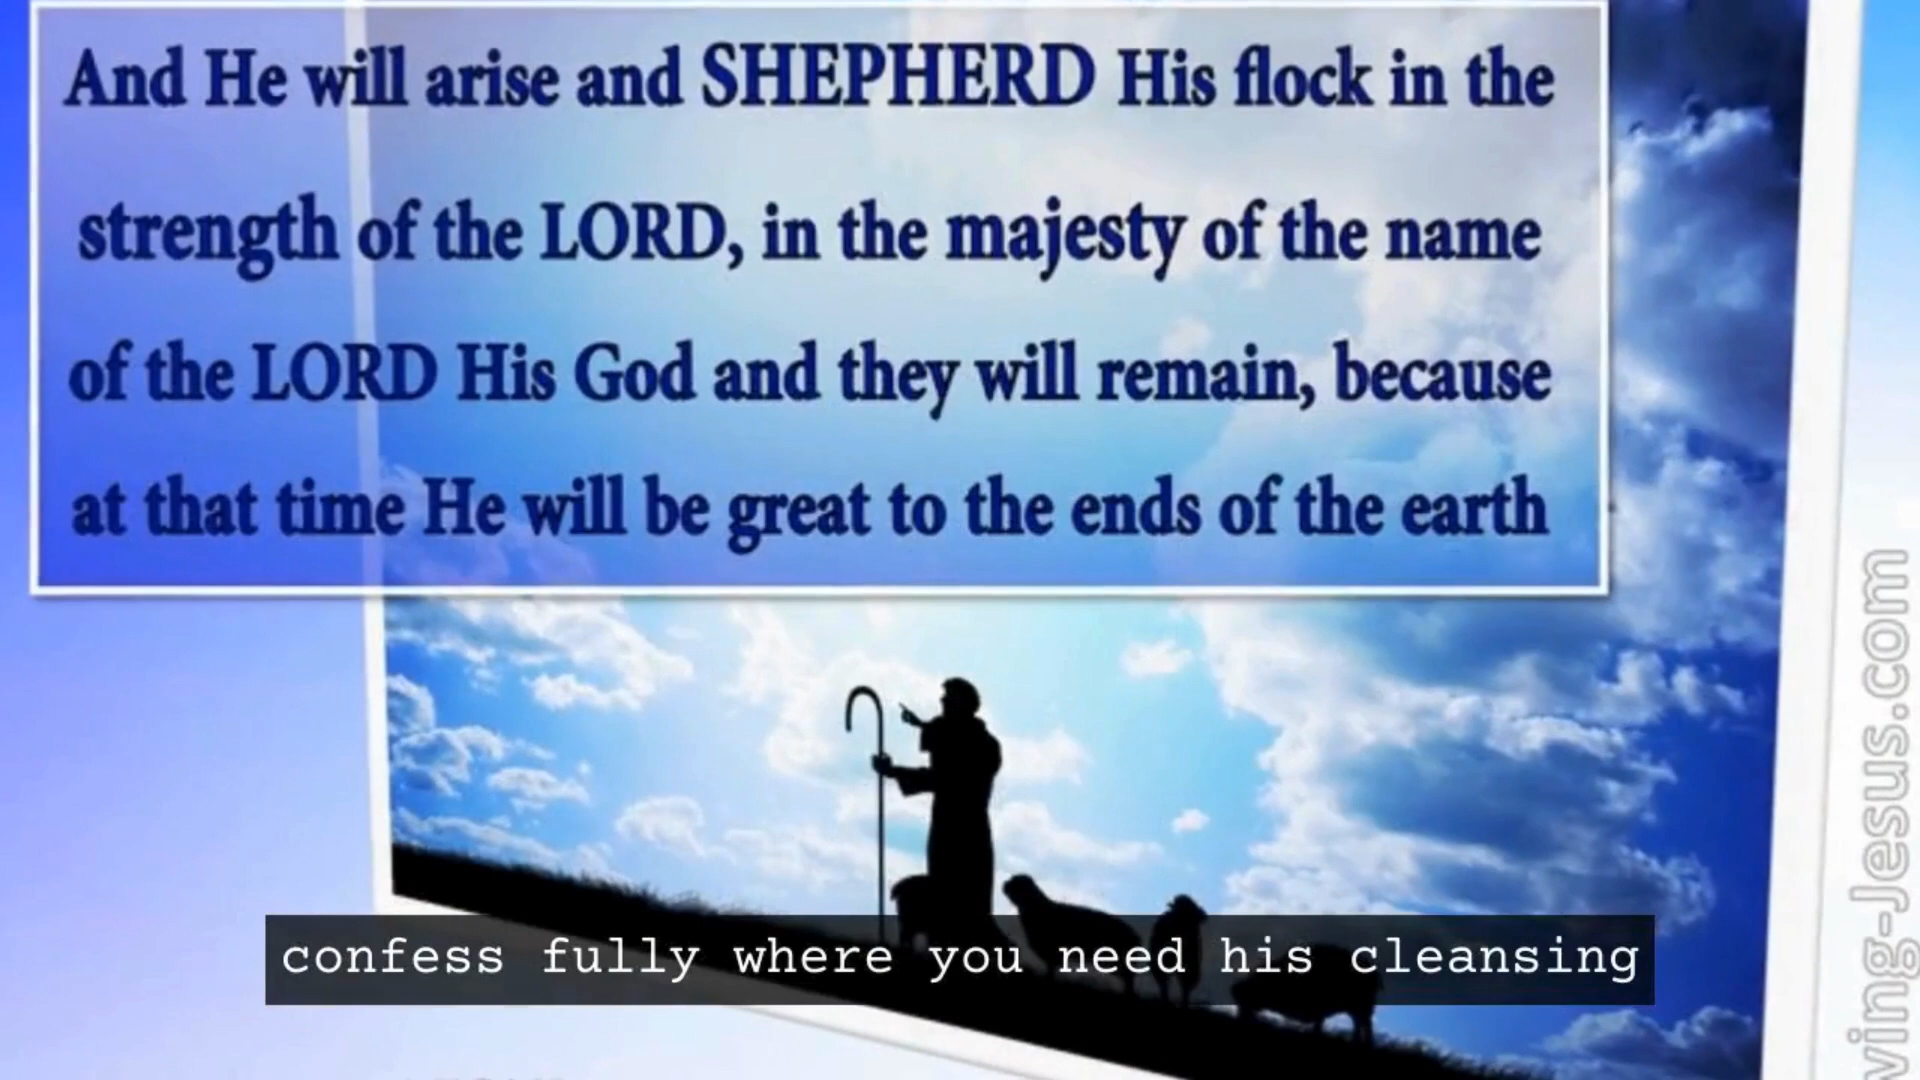 And He will arise and SHEPHERD His flock in the
strength of the LORD, in the majesty of the name
of the LORD His God and they will remain, because
at that time He will be great to the ends of the earth
confess fully where you need his cleansing
ving-Jesus.com